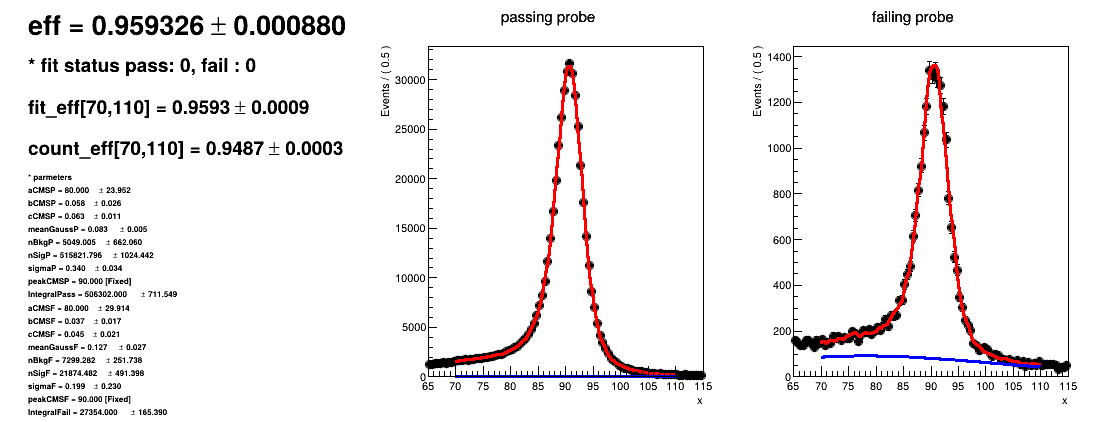 eff = 0.959326 ± 0.000880
* fit status pass: 0, fail : 0
fit_eff[70,110] = 0.9593 ± 0.0009
count_eff[70,110] = 0.9487 ± 0.0003
* parmeters
aCMSP = 80.000 ± 23.952
bCMSP = 0.058 ± 0.026
cCMSP = 0.063 ± 0.011
meanGaussP = 0.083 ± 0.005
nBkgP = 5049.005 ± 662.060
nSigP = 515821.796 ± 1024.442
sigmaP = 0.340 ± 0.034
peakCMSP = 90.000 [Fixed]
IntegralPass = 506302.000 ± 711.549
aCMSF = 80.000 ± 29.914
bCMSF = 0.037 ± 0.017
cCMSF = 0.045 ± 0.021
meanGaussF = 0.127 ± 0.027
nBkgF = 7299.282 ± 251.738
nSigF = 21874.482 ± 491.398
sigmaF = 0.199 ± 0.230
peakCMSF = 90.000 [Fixed]
IntegralFail = 27354.000 ± 165.390
passing probe
Events / ( 0.5 )
30000
25000
20000
15000
10000
5000
0
65 70 75 80 85 90 95 100 105 110 115
x
failing probe
Events / ( 0.5 )
1400
1200
1000
800
600
400
200
0
65 70 75 80 85 90 95 100 105 110 115
x